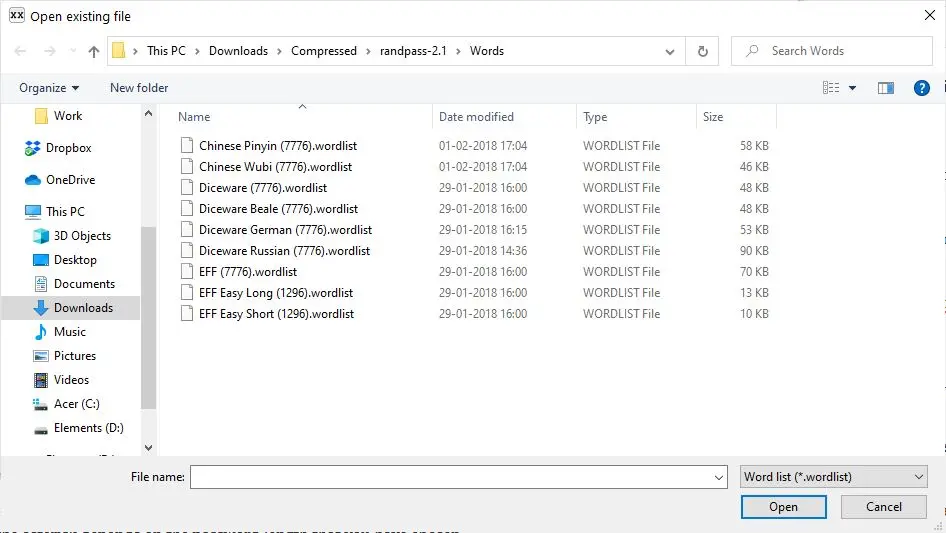 xx Open existing file
This PC > Downloads > Compressed > randpass-2.1 > Words
Search Words
Organize New folder
?
Work
Dropbox
OneDrive
This PC
3D Objects
Desktop
Documents
Downloads
Music
Pictures
Videos
Acer (C:)
Elements (D:)
Name Date modified Type Size
Chinese Pinyin (7776).wordlist 01-02-2018 17:04 WORDLIST File 58 KB
Chinese Wubi (7776).wordlist 01-02-2018 17:04 WORDLIST File 46 KB
Diceware (7776).wordlist 29-01-2018 16:00 WORDLIST File 48 KB
Diceware Beale (7776).wordlist 29-01-2018 16:00 WORDLIST File 48 KB
Diceware German (7776).wordlist 29-01-2018 16:15 WORDLIST File 53 KB
Diceware Russian (7776).wordlist 29-01-2018 14:36 WORDLIST File 90 KB
EFF (7776).wordlist 29-01-2018 16:00 WORDLIST File 70 KB
EFF Easy Long (1296).wordlist 29-01-2018 16:00 WORDLIST File 13 KB
EFF Easy Short (1296).wordlist 29-01-2018 16:00 WORDLIST File 10 KB
File name: Word list (*.wordlist)
Open Cancel